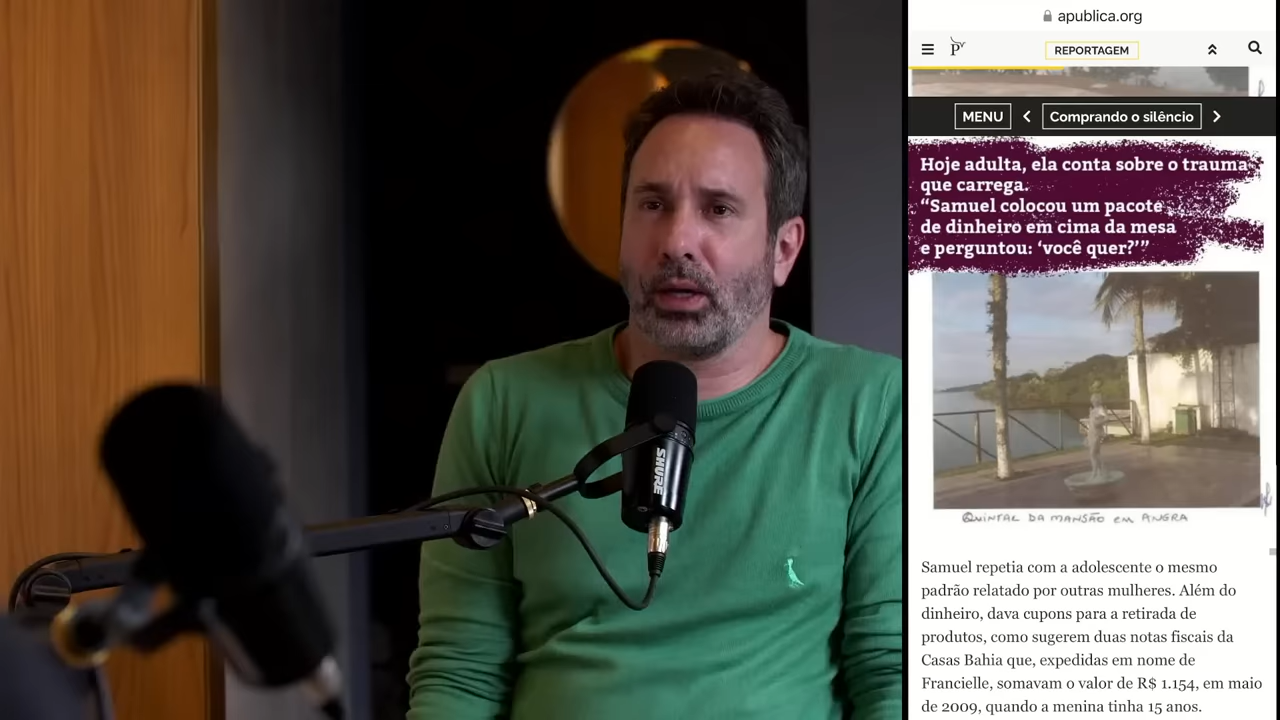 SHURE
apublica.org
REPORTAGEM
MENU
Comprando o silêncio
Hoje adulta, ela conta sobre o trauma
que carrega.
“Samuel colocou um pacote
de dinheiro em cima da mesa
e perguntou: ‘você quer?’”
QUINTAL DA MANSÃO EM ANGRA
Samuel repetia com a adolescente o mesmo
padrão relatado por outras mulheres. Além do
dinheiro, dava cupons para a retirada de
produtos, como sugerem duas notas fiscais da
Casas Bahia que, expedidas em nome de
Francielle, somavam o valor de R$ 1.154, em maio
de 2009, quando a menina tinha 15 anos.